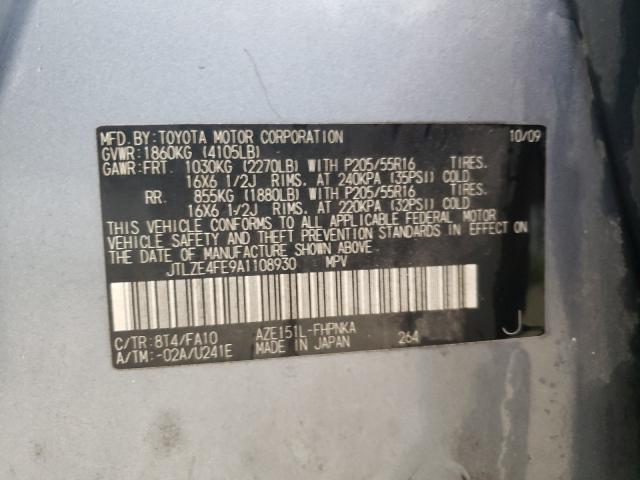 MFD. BY: TOYOTA MOTOR CORPORATION 10/09
GVWR: 1860KG (4105LB)
GAWR: FRT. 1030KG (2270LB) WITH P205/55R16 TIRES.
16X6 1/2J RIMS. AT 240KPA (35PSI) COLD
RR. 855KG (1880LB) WITH P205/55R16 TIRES.
16X6 1/2J RIMS. AT 220KPA (32PSI) COLD
THIS VEHICLE CONFORMS TO ALL APPLICABLE FEDERAL MOTOR
VEHICLE SAFETY AND THEFT PREVENTION STANDARDS IN EFFECT ON
THE DATE OF MANUFACTURE SHOWN ABOVE.
JTLZE4FE9A1108930 MPV
C/TR: 8T4/FA10 AZE151L-FHPNKA J
A/TM: -02A/U241E MADE IN JAPAN 264